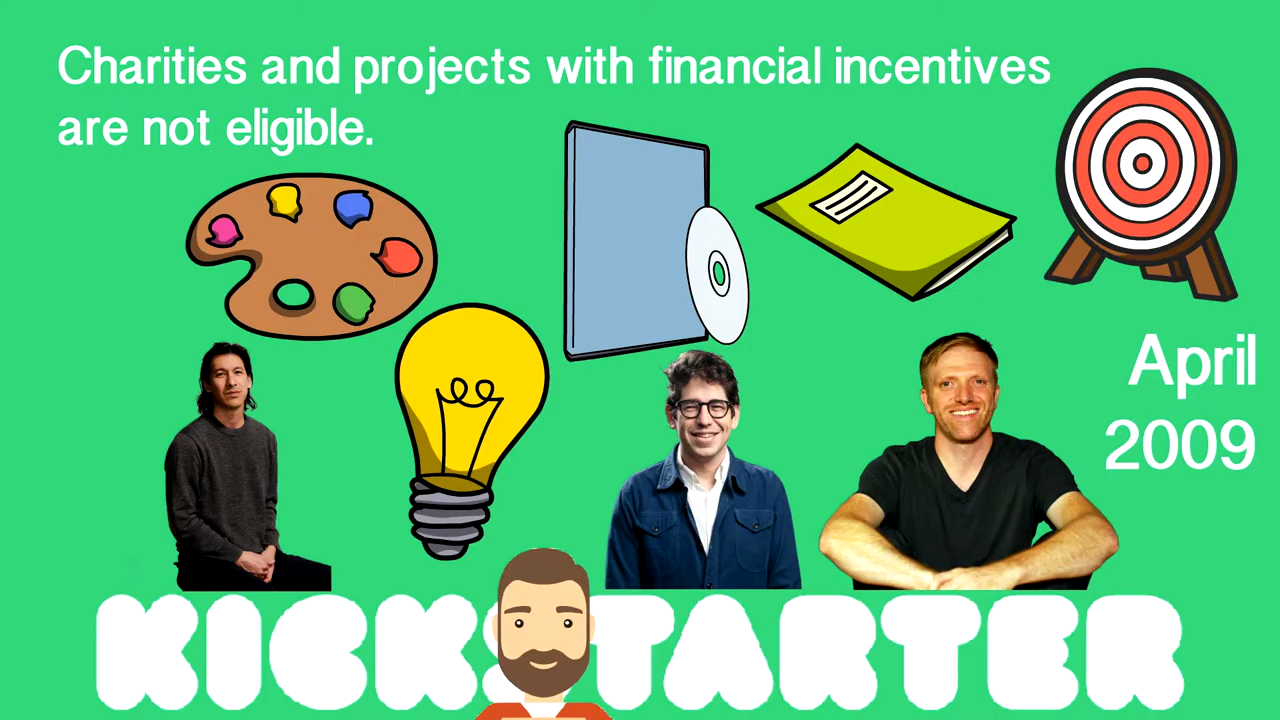 Charities and projects with financial incentives
are not eligible.
April
2009
KICKSTARTER